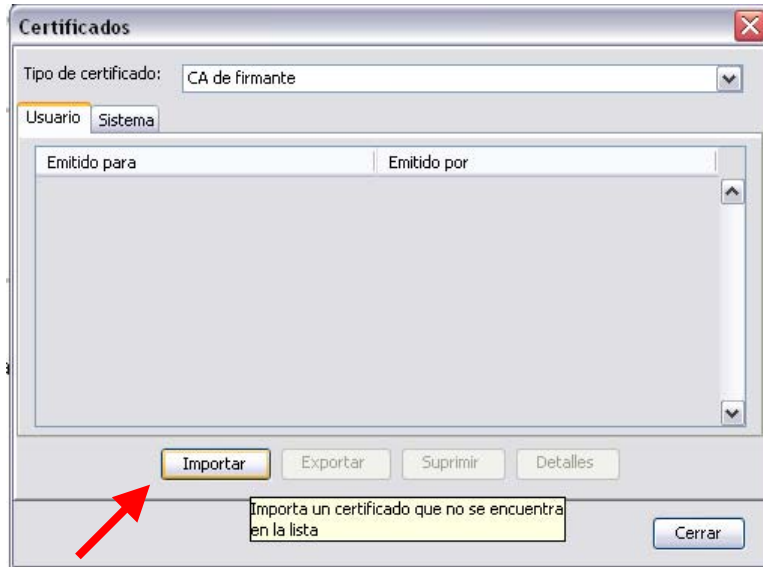 Certificados
Tipo de certificado: CA de firmante
Usuario Sistema
Emitido para Emitido por
Importar Exportar Suprimir Detalles
Importa un certificado que no se encuentra
en la lista
Cerrar